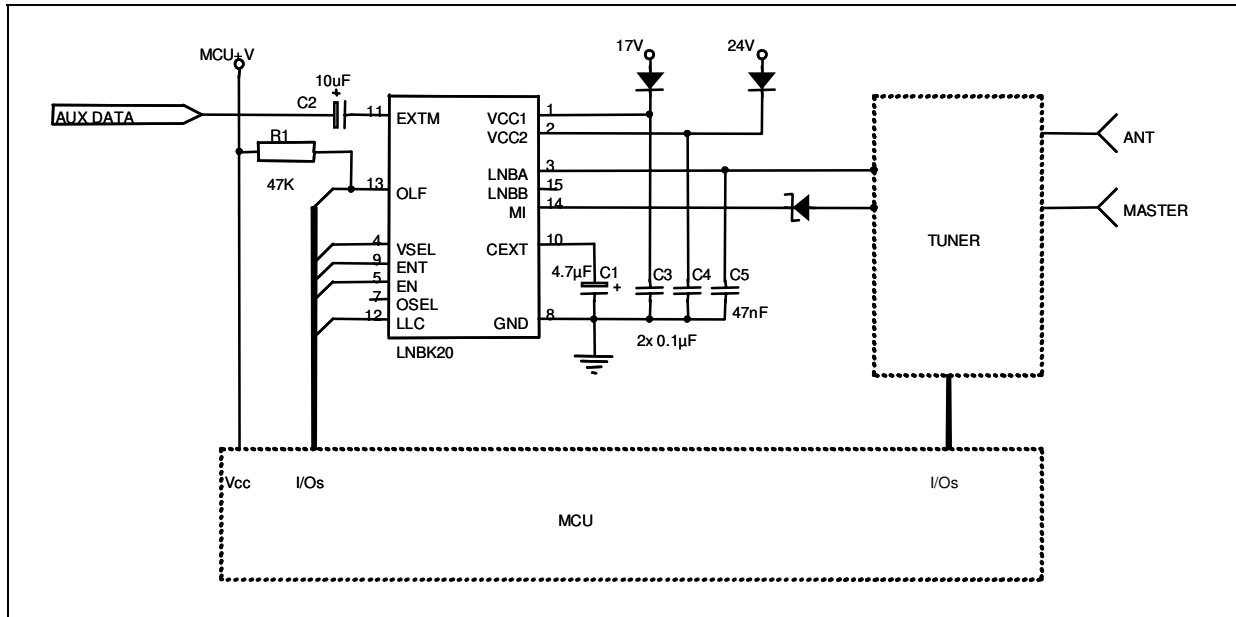 MCU+V
17V
24V
10uF
+
C2
AUX DATA
11
EXTM
VCC1
1
VCC2
2
ANT
R1
LNBA
3
47K
13
OLF
LNBB
15
MI
14
MASTER
TUNER
4
VSEL
CEXT
10
9
ENT
4.7µF
C1
+
C3
C4
C5
5
EN
7
OSEL
47nF
12
LLC
GND
8
2x 0.1µF
LNBK20
Vcc
I/Os
I/Os
MCU